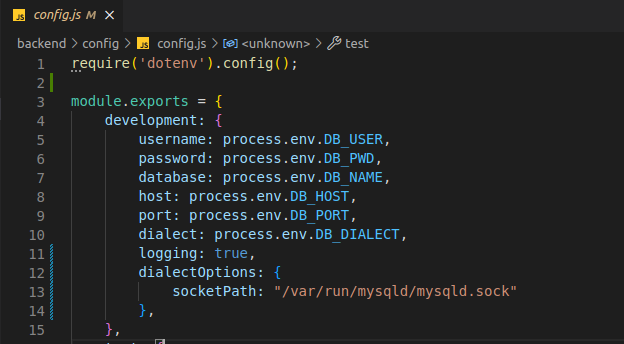 JS config.js M ×
backend > config > JS config.js > <unknown> > test
1 require('dotenv').config();
2
3 module.exports = {
4 development: {
5 username: process.env.DB_USER,
6 password: process.env.DB_PWD,
7 database: process.env.DB_NAME,
8 host: process.env.DB_HOST,
9 port: process.env.DB_PORT,
10 dialect: process.env.DB_DIALECT,
11 logging: true,
12 dialectOptions: {
13 socketPath: "/var/run/mysqld/mysqld.sock"
14 },
15 },